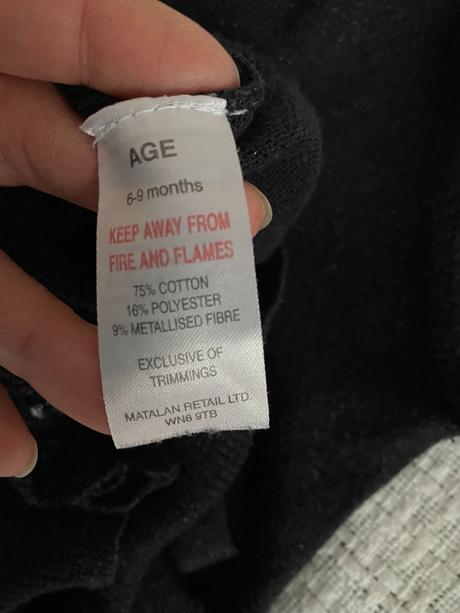 AGE
6-9 months
KEEP AWAY FROM
FIRE AND FLAMES
75% COTTON
16% POLYESTER
9% METALLISED FIBRE
EXCLUSIVE OF
TRIMMINGS
MATALAN RETAIL LTD.
WN8 9TB